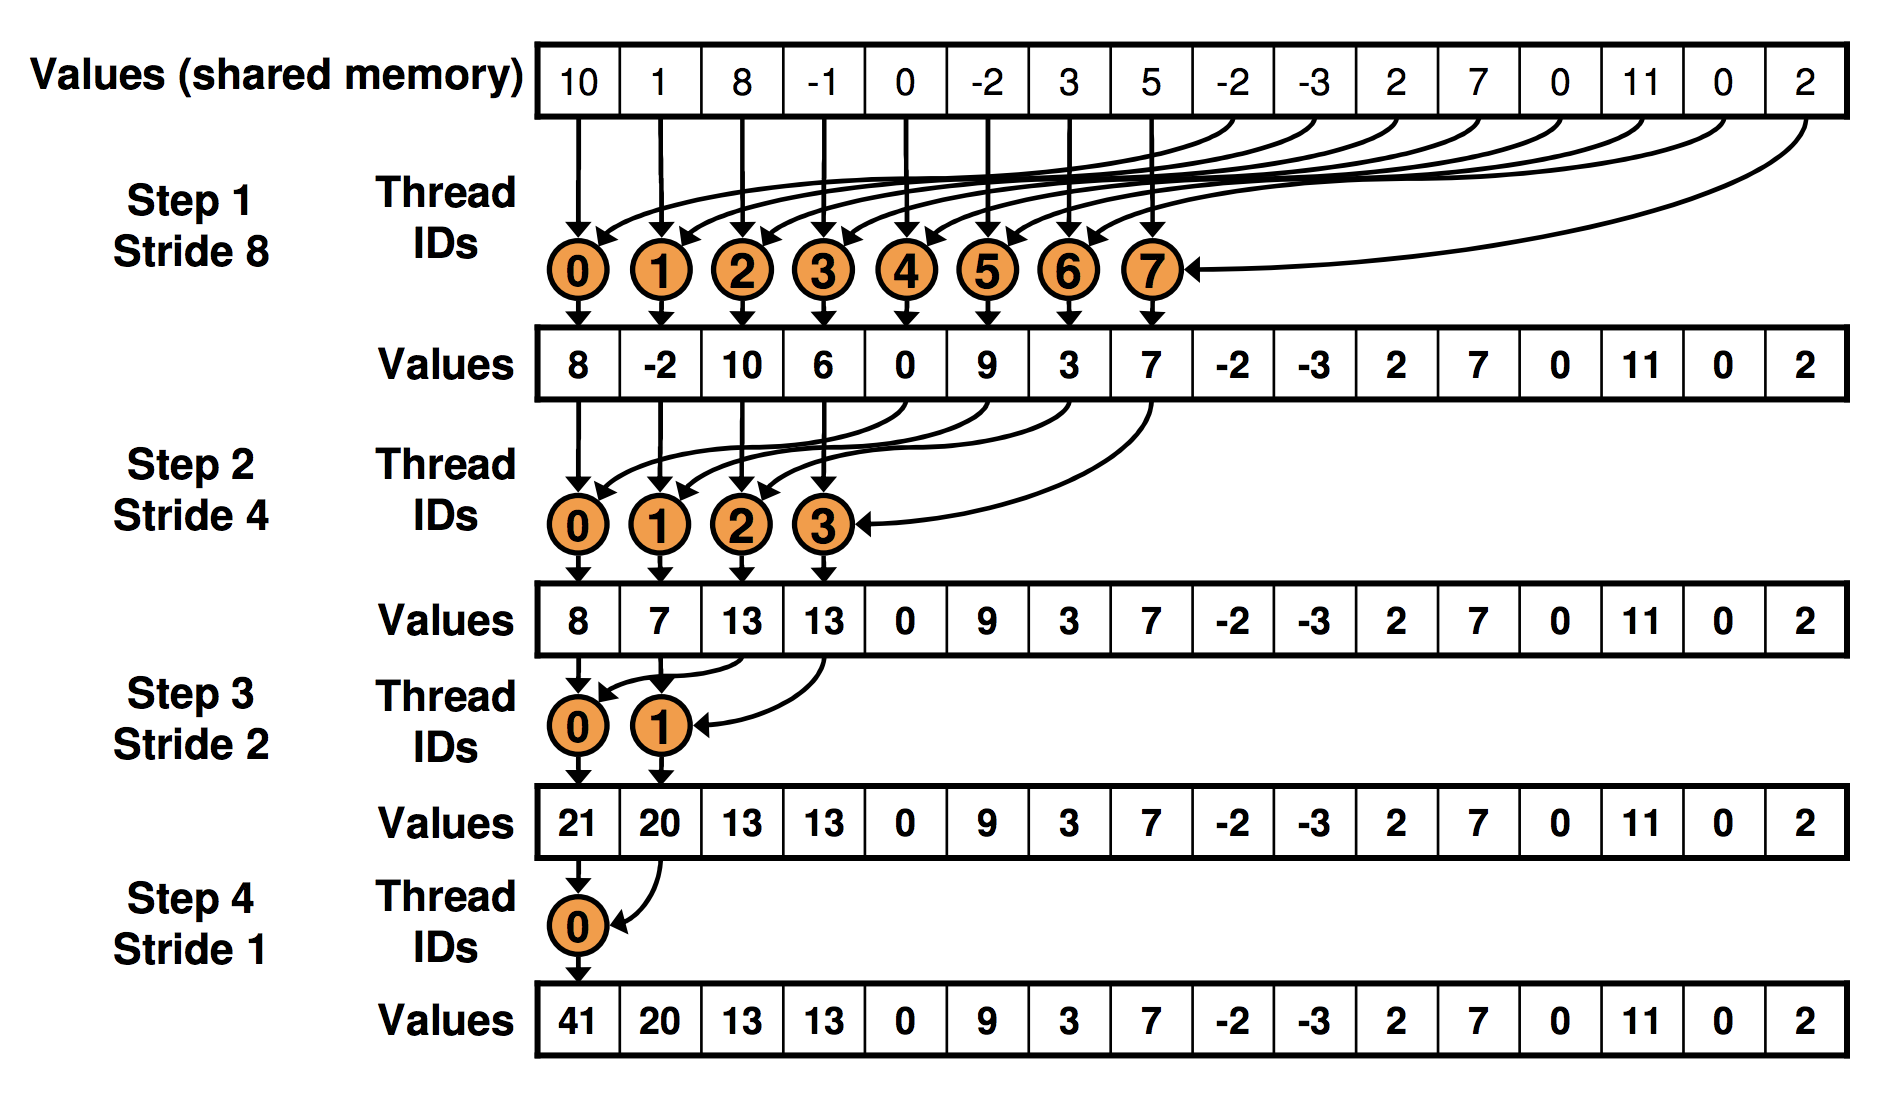 Values (shared memory) 10 1 8 -1 0 -2 3 5 -2 -3 2 7 0 11 0 2
Step 1 Thread
Stride 8 IDs
0 1 2 3 4 5 6 7
Values 8 -2 10 6 0 9 3 7 -2 -3 2 7 0 11 0 2
Step 2 Thread
Stride 4 IDs
0 1 2 3
Values 8 7 13 13 0 9 3 7 -2 -3 2 7 0 11 0 2
Step 3 Thread
Stride 2 IDs
0 1
Values 21 20 13 13 0 9 3 7 -2 -3 2 7 0 11 0 2
Step 4 Thread
Stride 1 IDs
0
Values 41 20 13 13 0 9 3 7 -2 -3 2 7 0 11 0 2